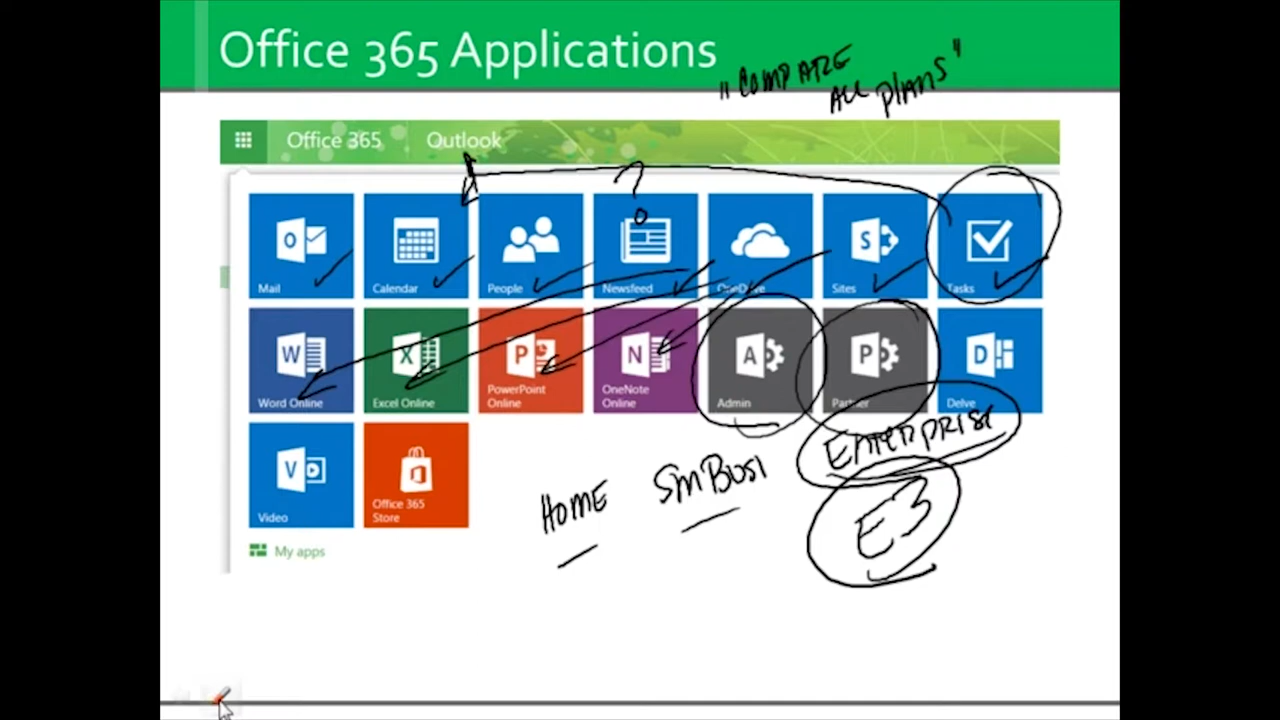 Office 365 Applications
"COMPARE
ALL PLANS"
Office 365 Outlook
?
Mail Calendar People Newsfeed OneDrive Sites Tasks
Word Online Excel Online PowerPoint Online OneNote Online Admin Partner Delve
Video Office 365 Store
HOME SMBUSI ENTERPRISE
E3
My apps